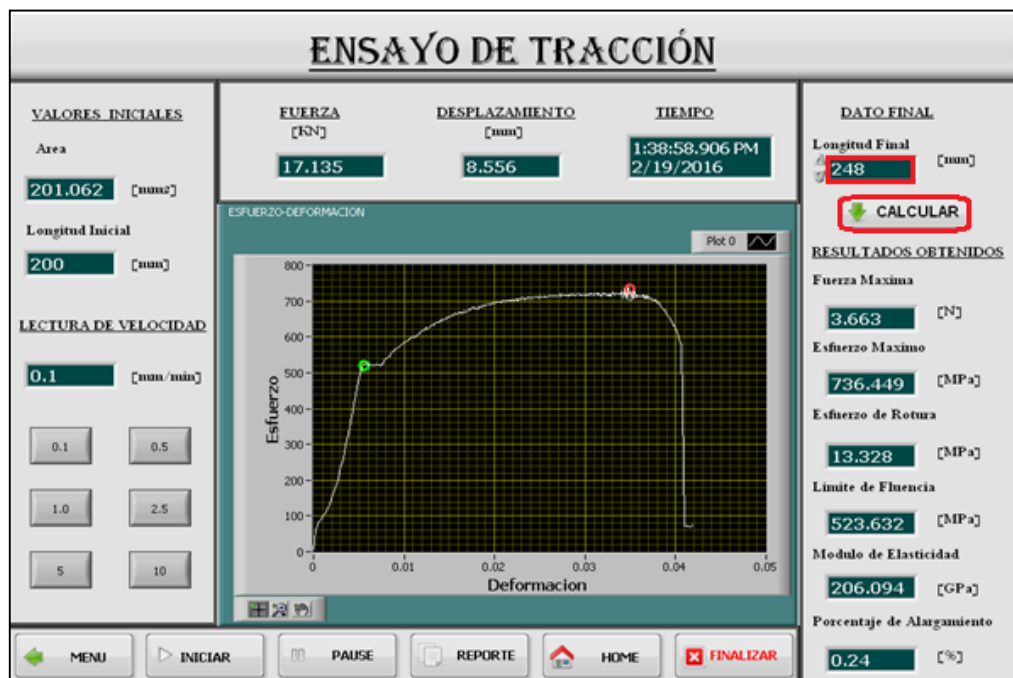 ENSAYO DE TRACCIÓN
VALORES INICIALES
Area
201.062 [mm2]
Longitud Inicial
200 [mm]
LECTURA DE VELOCIDAD
0.1 [mm/min]
0.1 0.5
1.0 2.5
5 10
FUERZA
[KN]
17.135
DESPLAZAMIENTO
[mm]
8.556
TIEMPO
1:38:58.906 PM
2/19/2016
ESFUERZO-DEFORMACION
Plot 0
Esfuerzo
800
700
600
500
400
300
200
100
0
0 0.01 0.02 0.03 0.04 0.05
Deformacion
DATO FINAL
Longitud Final
248 [mm]
CALCULAR
RESULTADOS OBTENIDOS
Fuerza Maxima
3.663 [N]
Esfuerzo Maximo
736.449 [MPa]
Esfuerzo de Rotura
13.328 [MPa]
Limite de Fluencia
523.632 [MPa]
Modulo de Elasticidad
206.094 [GPa]
Porcentaje de Alargamiento
0.24 [%]
MENU INICIAR PAUSE REPORTE HOME FINALIZAR